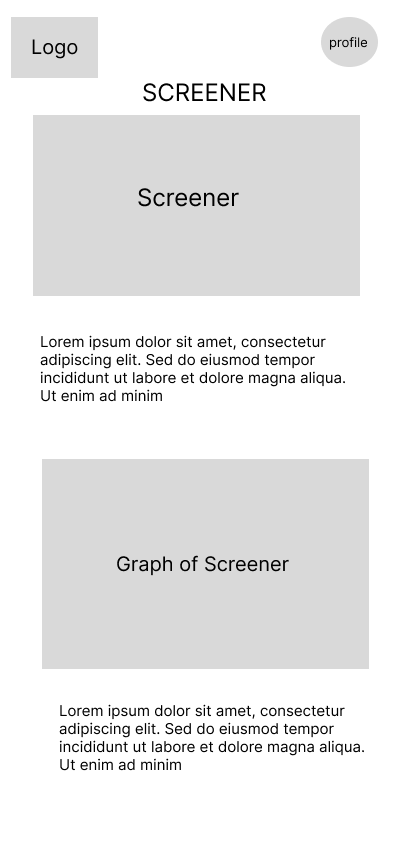 Logo
profile
SCREENER
Screener
Lorem ipsum dolor sit amet, consectetur
adipiscing elit. Sed do eiusmod tempor
incididunt ut labore et dolore magna aliqua.
Ut enim ad minim
Graph of Screener
Lorem ipsum dolor sit amet, consectetur
adipiscing elit. Sed do eiusmod tempor
incididunt ut labore et dolore magna aliqua.
Ut enim ad minim